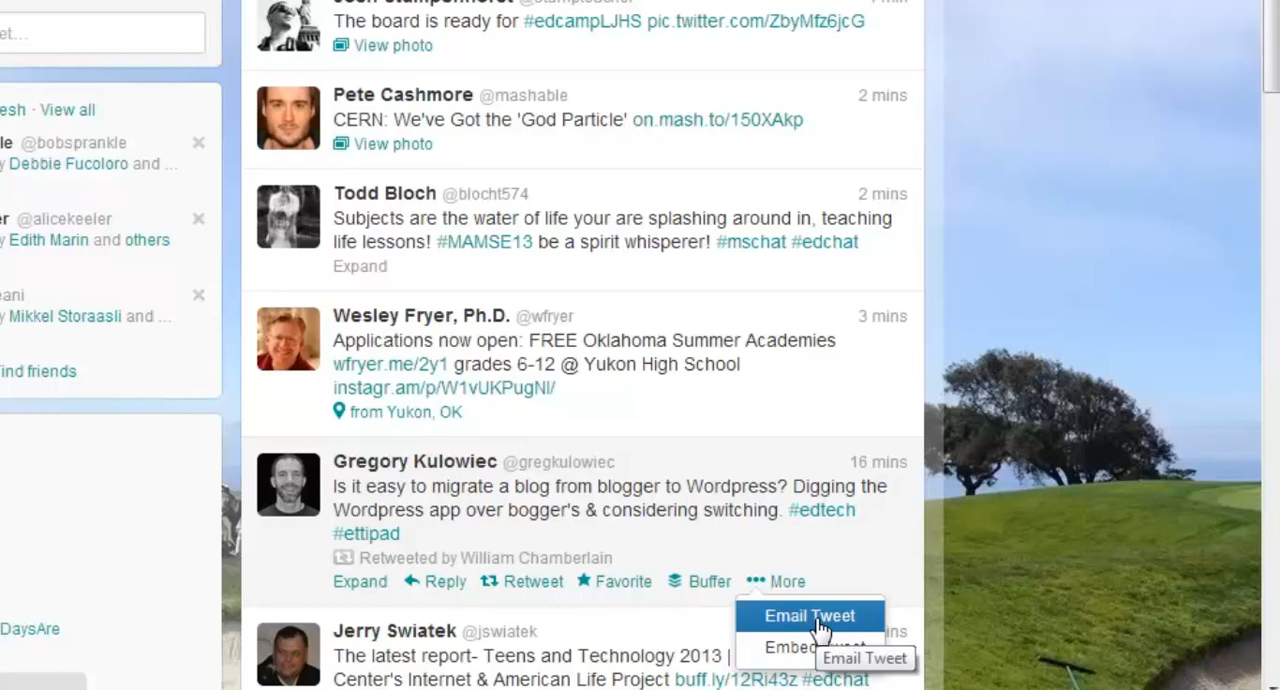 et...
esh · View all
le @bobsprankle
y Debbie Fucoloro and ...
er @alicekeeler
y Edith Marin and others
eani
y Mikkel Storaasli and ...
ind friends
DaysAre
The board is ready for #edcampLJHS pic.twitter.com/ZbyMfz6jcG
View photo
Pete Cashmore @mashable 2 mins
CERN: We've Got the 'God Particle' on.mash.to/150XAkp
View photo
Todd Bloch @blocht574 2 mins
Subjects are the water of life your are splashing around in, teaching
life lessons! #MAMSE13 be a spirit whisperer! #mschat #edchat
Expand
Wesley Fryer, Ph.D. @wfryer 3 mins
Applications now open: FREE Oklahoma Summer Academies
wfryer.me/2y1 grades 6-12 @ Yukon High School
instagr.am/p/W1vUKPugNl/
from Yukon, OK
Gregory Kulowiec @gregkulowiec 16 mins
Is it easy to migrate a blog from blogger to Wordpress? Digging the
Wordpress app over bogger's & considering switching. #edtech
#ettipad
Retweeted by William Chamberlain
Expand Reply Retweet Favorite Buffer More
Email Tweet
Embed Tweet
Email Tweet
Jerry Swiatek @jswiatek ins
The latest report- Teens and Technology 2013 |
Center's Internet & American Life Project buff.ly/12Ri43z #edchat